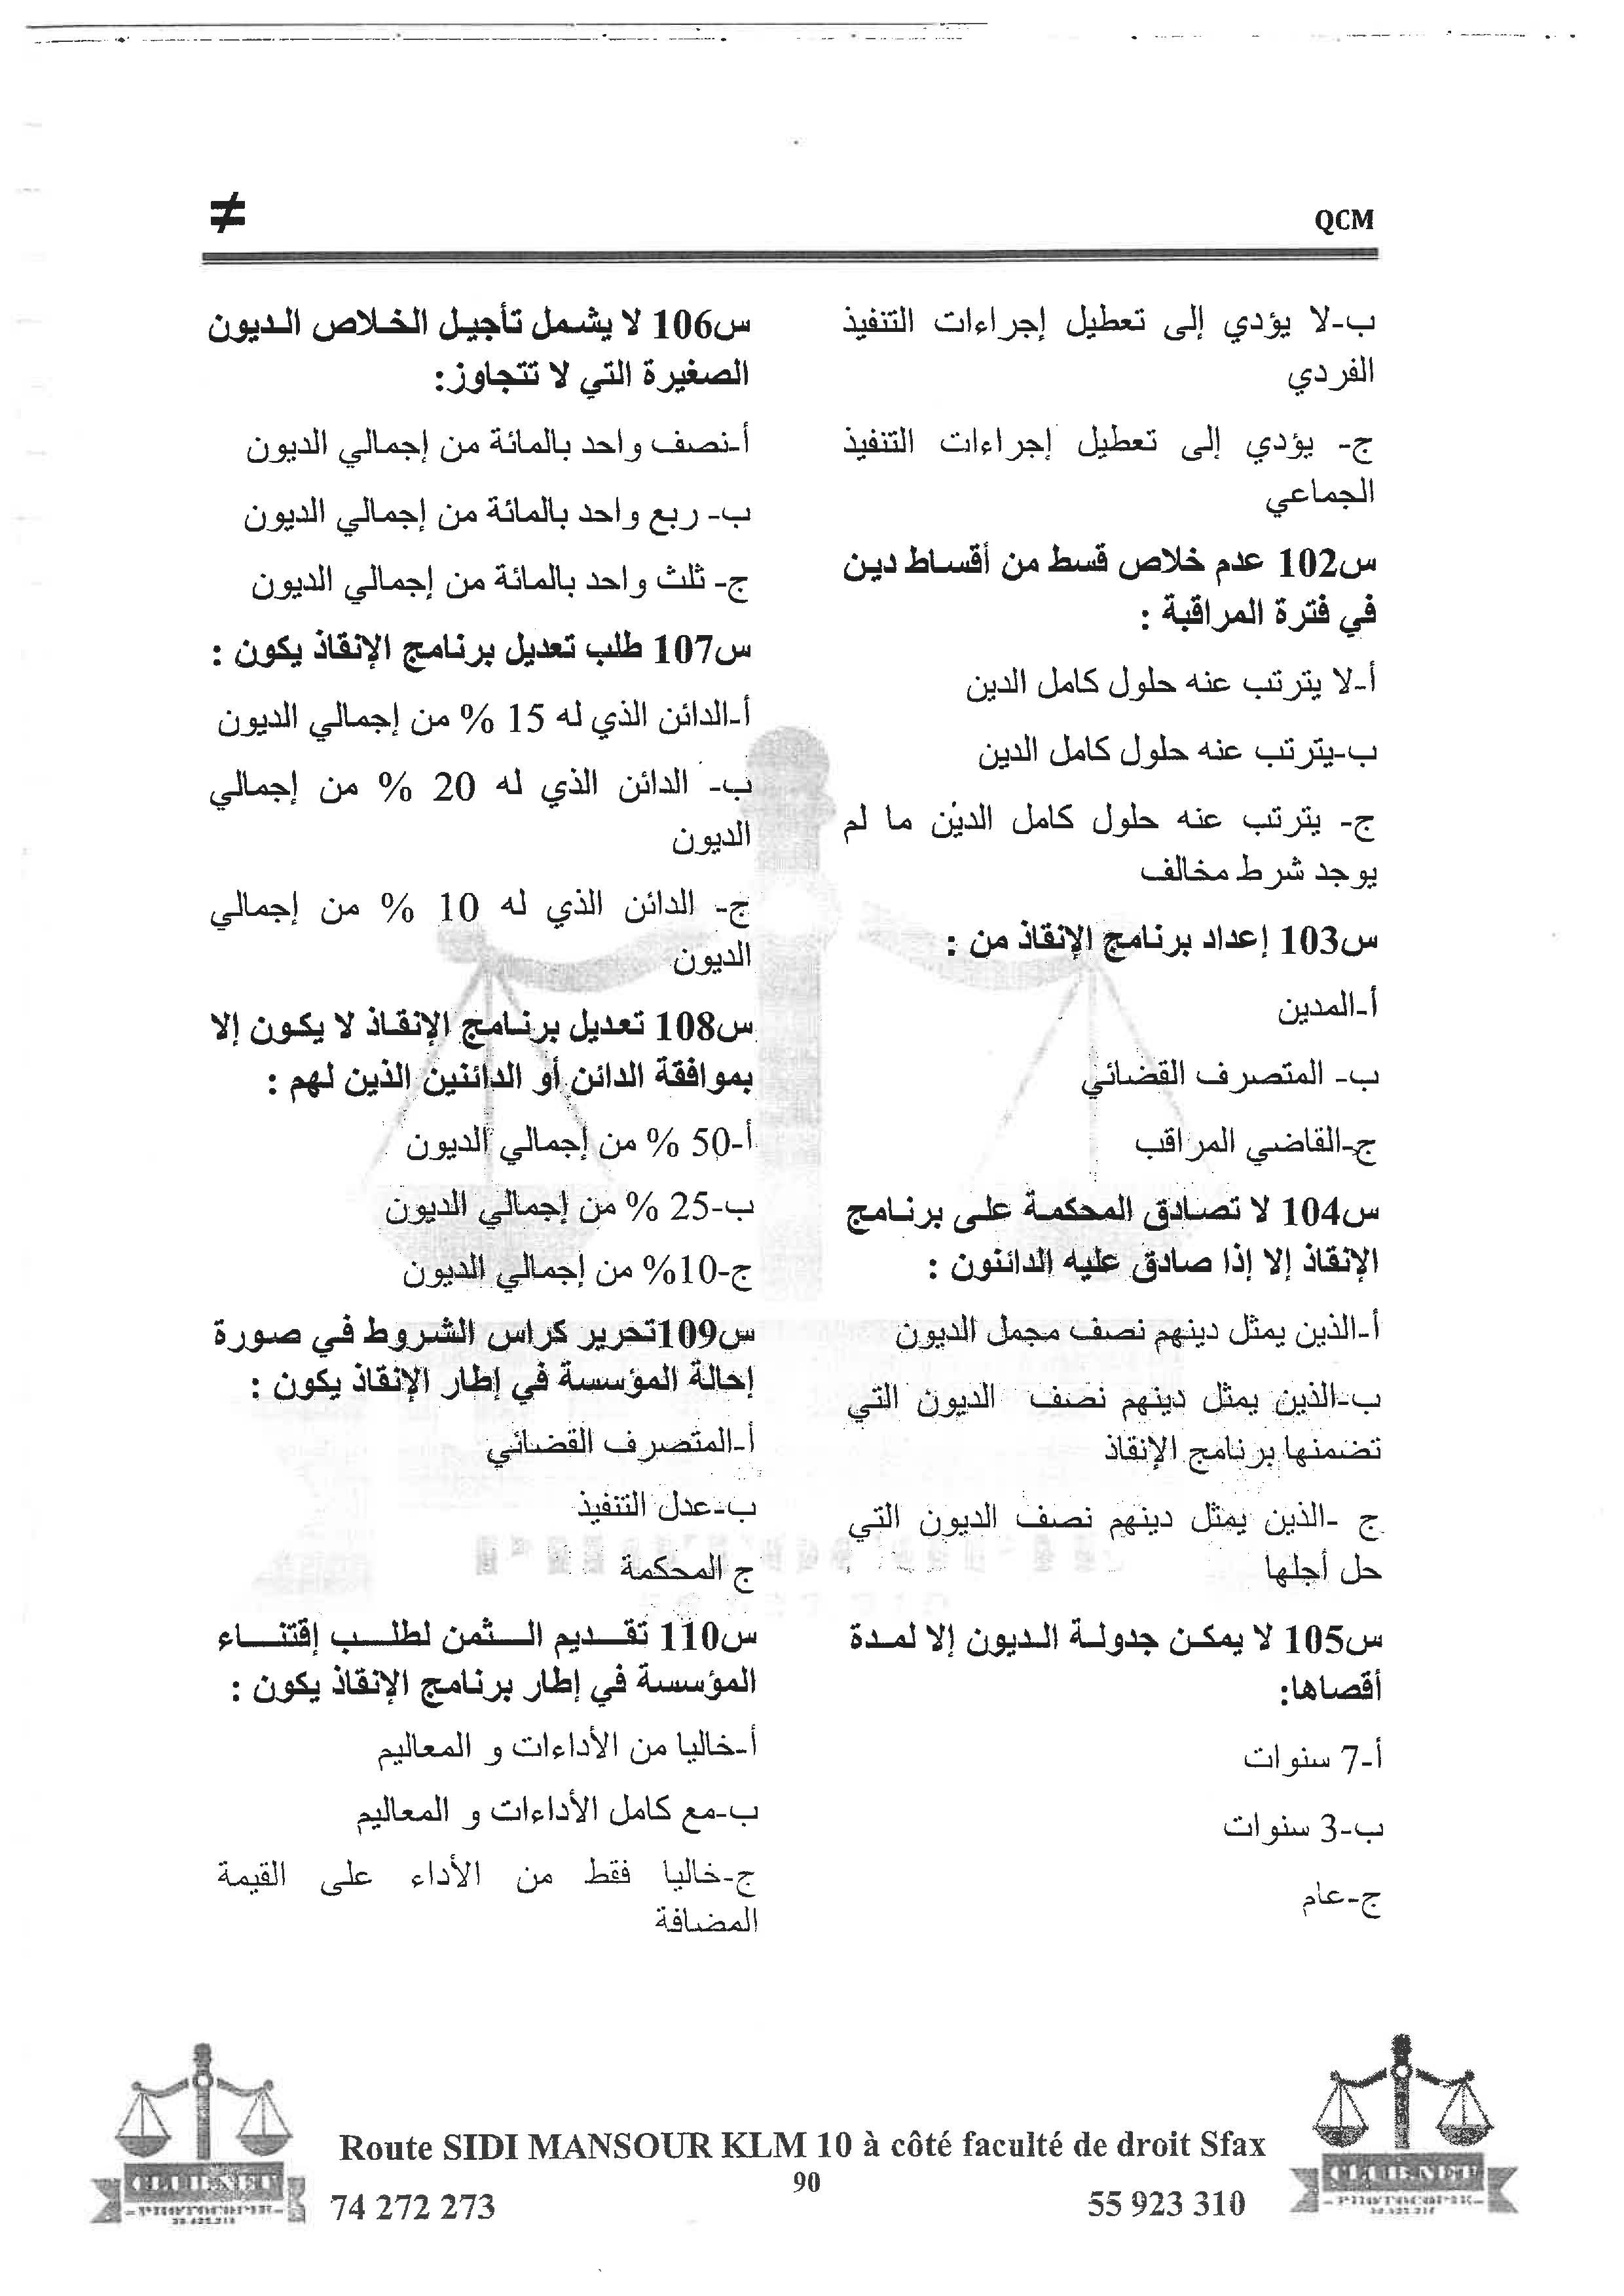 ≠
QCM
ب-لا يؤدي إلى تعطيل إجراءات التنفيذ
الفردي
ج- يؤدي إلى تعطيل إجراءات التنفيذ
الجماعي
س102 عدم خلاص قسط من أقساط دين
في فترة المراقبة :
أ-لا يترتب عنه حلول كامل الدين
ب-يترتب عنه حلول كامل الدين
ج- يترتب عنه حلول كامل الدين ما لم
يوجد شرط مخالف
س103 إعداد برنامج الإنقاذ من :
أ-المدين
ب- المتصرف القضائي
ج-القاضي المراقب
س104 لا تصادق المحكمة على برنامج
الإنقاذ إلا إذا صادق عليه الدائنون :
أ-الذين يمثل دينهم نصف مجمل الديون
ب-الذين يمثل دينهم نصف الديون التي
تضمنها برنامج الإنقاذ
ج -الذين يمثل دينهم نصف الديون التي
حل أجلها
س105 لا يمكن جدولة الديون إلا لمدة
أقصاها:
أ-7 سنوات
ب-3 سنوات
ج-عام
س106 لا يشمل تأجيل الخلاص الديون
الصغيرة التي لا تتجاوز:
أ-نصف واحد بالمائة من إجمالي الديون
ب- ربع واحد بالمائة من إجمالي الديون
ج- ثلث واحد بالمائة من إجمالي الديون
س107 طلب تعديل برنامج الإنقاذ يكون :
أ-الدائن الذي له 15 % من إجمالي الديون
ب- الدائن الذي له 20 % من إجمالي
الديون
ج- الدائن الذي له 10 % من إجمالي
الديون
س108 تعديل برنامج الإنقاذ لا يكون إلا
بموافقة الدائن أو الدائنين الذين لهم :
أ-50 % من إجمالي الديون
ب-25 % من إجمالي الديون
ج-10% من إجمالي الديون
س109تحرير كراس الشروط في صورة
إحالة المؤسسة في إطار الإنقاذ يكون :
أ-المتصرف القضائي
ب-عدل التنفيذ
ج المحكمة
س110 تقديم الثمن لطلب إقتناء
المؤسسة في إطار برنامج الإنقاذ يكون :
أ-خاليا من الأداءات و المعاليم
ب-مع كامل الأداءات و المعاليم
ج-خاليا فقط من الأداء على القيمة
المضافة
Route SIDI MANSOUR KLM 10 à côté faculté de droit Sfax
90
74 272 273
55 923 310